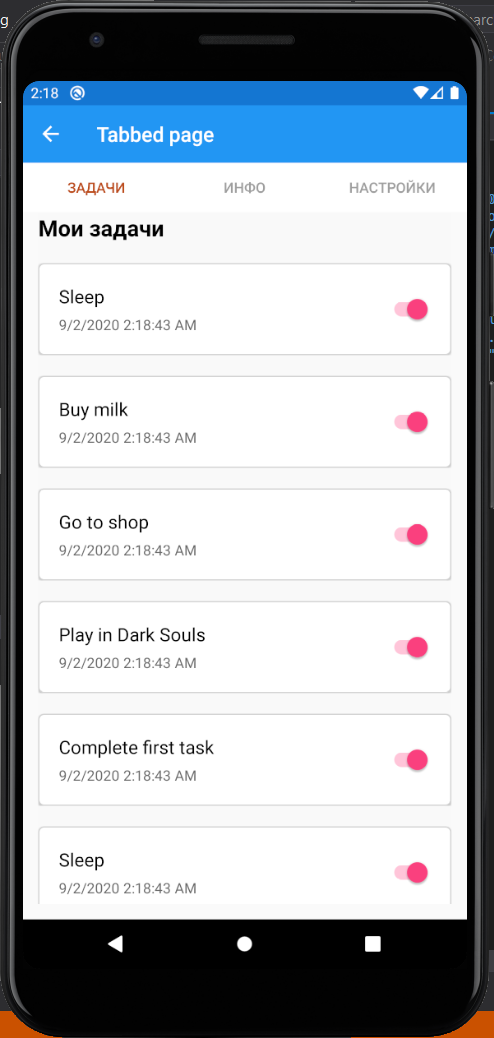 g
arc
2:18
Tabbed page
ЗАДАЧИ
ИНФО
НАСТРОЙКИ
Мои задачи
Sleep
9/2/2020 2:18:43 AM
Buy milk
9/2/2020 2:18:43 AM
Go to shop
9/2/2020 2:18:43 AM
Play in Dark Souls
9/2/2020 2:18:43 AM
Complete first task
9/2/2020 2:18:43 AM
Sleep
9/2/2020 2:18:43 AM